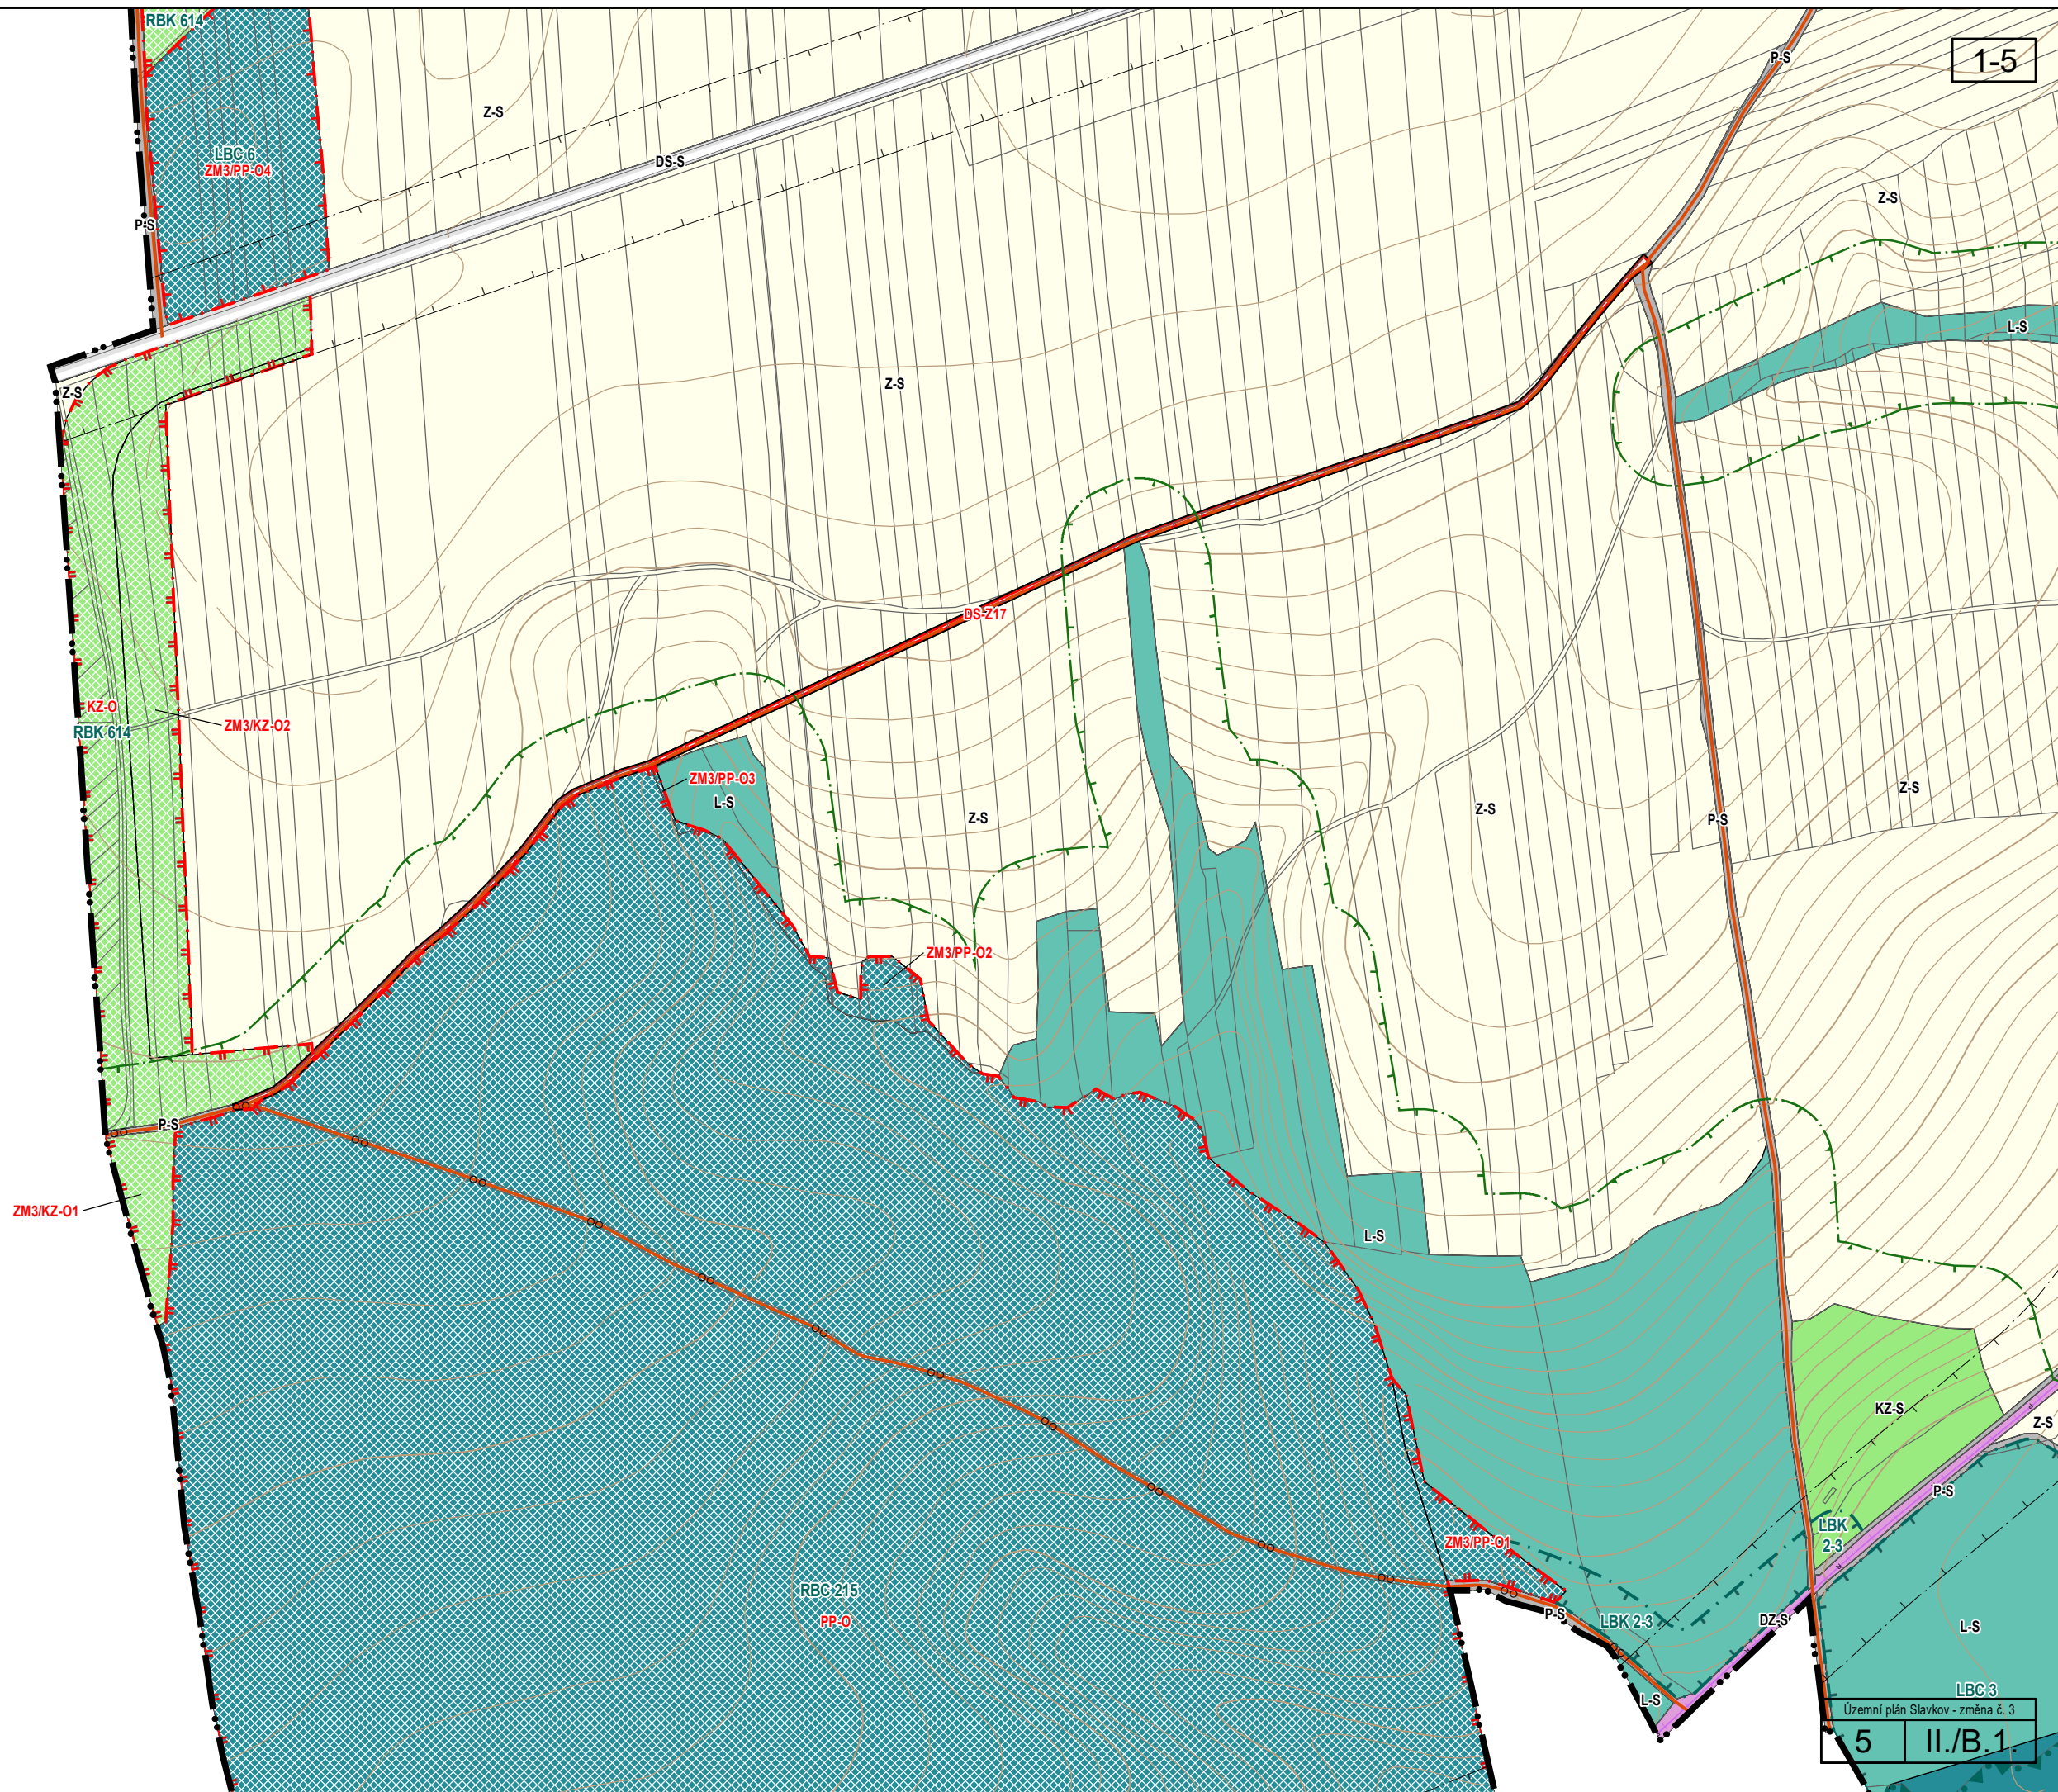 RBK 614
P-S
1-5
Z-S
LBC 6
ZM3/PP-O4
DS-S
Z-S
P-S
L-S
Z-S
Z-S
DS-Z17
KZ-O
RBK 614
ZM3/KZ-O2
ZM3/PP-O3
L-S
Z-S
Z-S
Z-S
P-S
ZM3/PP-O2
P-S
ZM3/KZ-O1
L-S
KZ-S
Z-S
P-S
LBK
2-3
ZM3/PP-O1
RBC 215
PP-O
P-S
LBK 2-3
DZ-S
L-S
L-S
LBC 3
Územní plán Slavkov - změna č. 3
5
II./B.1.